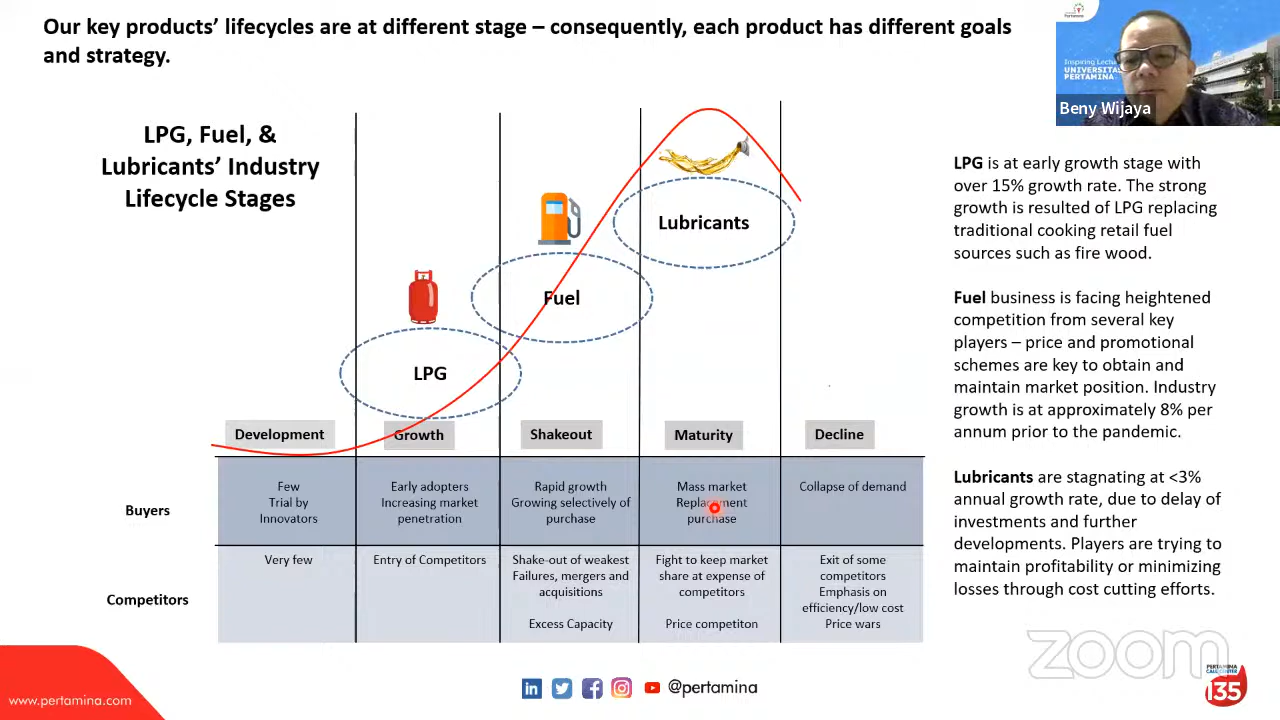 Our key products' lifecycles are at different stage – consequently, each product has different goals
and strategy.
Inspiring Lecture
UNIVERSITAS
PERTAMINA
Beny Wijaya
LPG, Fuel, &
Lubricants' Industry
Lifecycle Stages
Lubricants
Fuel
LPG
Development
Growth
Shakeout
Maturity
Decline
Buyers
Few
Trial by
Innovators
Early adopters
Increasing market
penetration
Rapid growth
Growing selectively of
purchase
Mass market
Replacement
purchase
Collapse of demand
Competitors
Very few
Entry of Competitors
Shake-out of weakest
Failures, mergers and
acquisitions
Excess Capacity
Fight to keep market
share at expense of
competitors
Price competiton
Exit of some
competitors
Emphasis on
efficiency/low cost
Price wars
LPG is at early growth stage with
over 15% growth rate. The strong
growth is resulted of LPG replacing
traditional cooking retail fuel
sources such as fire wood.
Fuel business is facing heightened
competition from several key
players – price and promotional
schemes are key to obtain and
maintain market position. Industry
growth is at approximately 8% per
annum prior to the pandemic.
Lubricants are stagnating at <3%
annual growth rate, due to delay of
investments and further
developments. Players are trying to
maintain profitability or minimizing
losses through cost cutting efforts.
zoom
www.pertamina.com
@pertamina
PERTAMINA
CALL CENTER
135